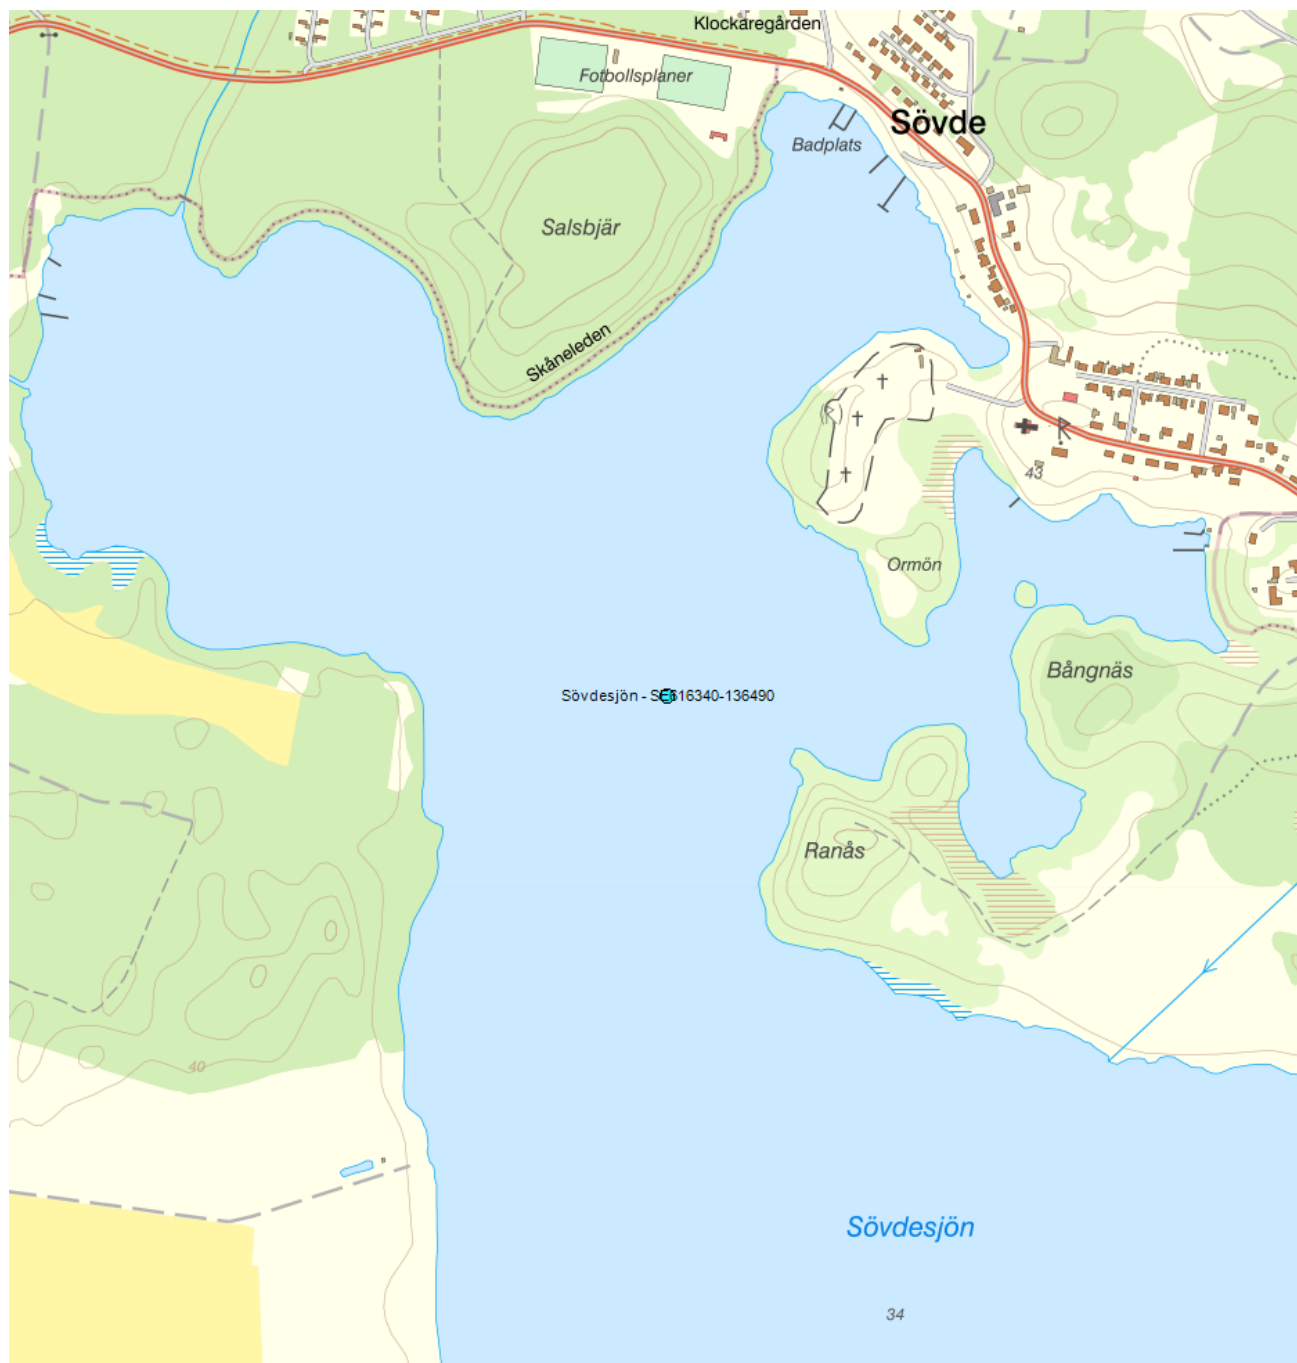 Klockaregården
Fotbollsplaner
Sövde
Badplats
Salsbjär
Skåneleden
R
R
43
Ormön
Bångnäs
Sövdesjön - SE616340-136490
Ranås
40
Sövdesjön
34